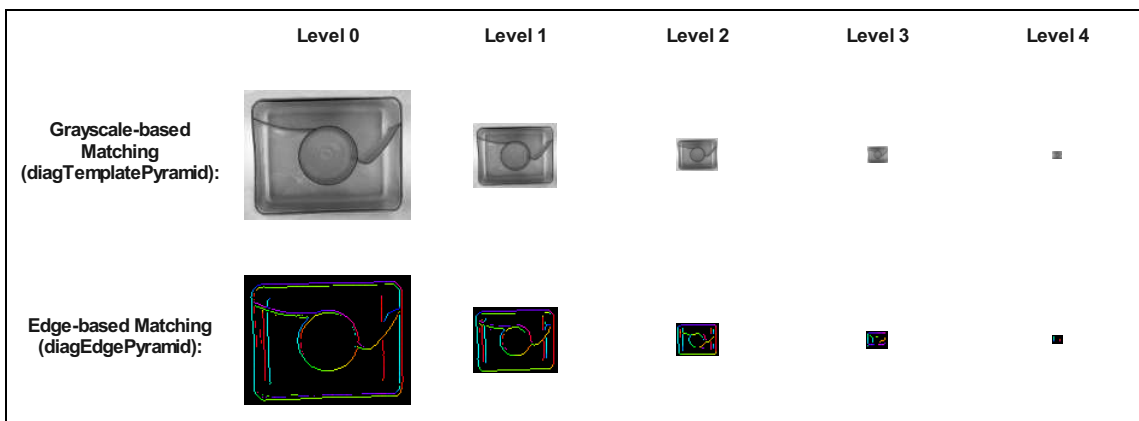 Level 0 Level 1 Level 2 Level 3 Level 4
Grayscale-based
Matching
(diagTemplatePyramid):
Edge-based Matching
(diagEdgePyramid):